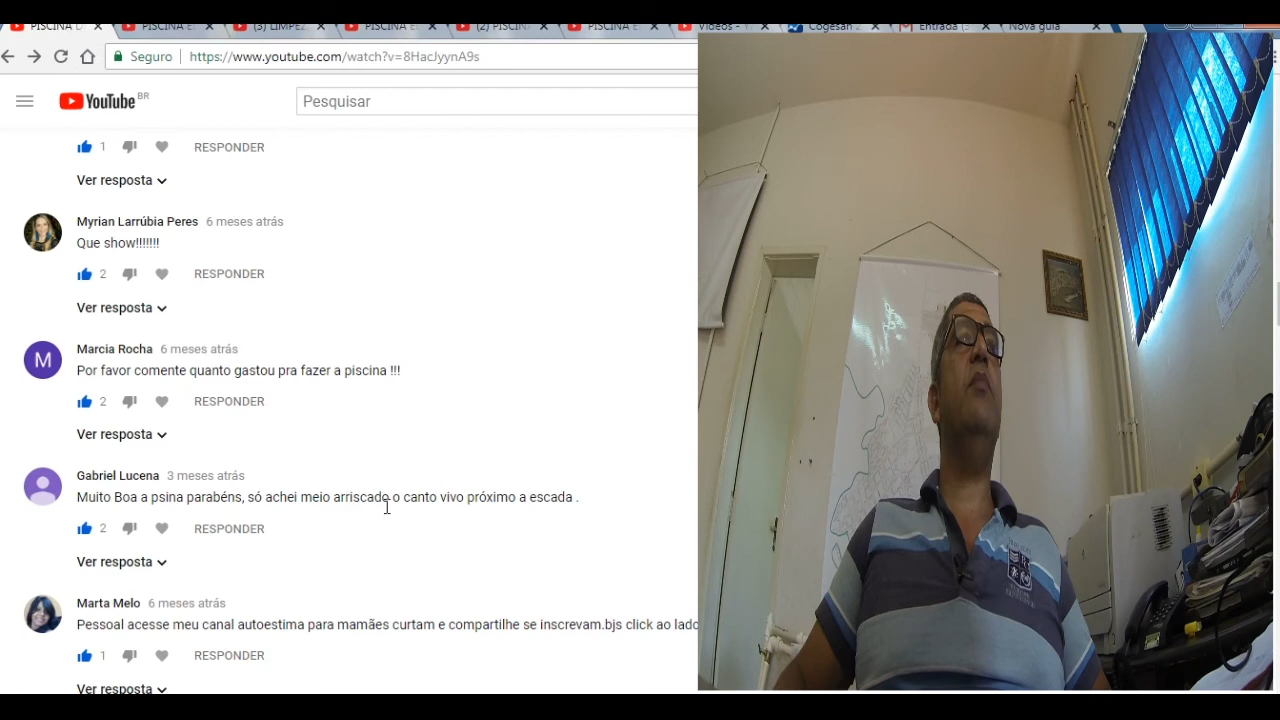 PISCINA D
PISCINA E
(3) LIMPEZ
PISCINA E
(2) PISCIN
PISCINA E
Vídeos - Y
Cogesan
Entrada (3
Nova guia
Seguro
https://www.youtube.com/watch?v=8HacJyynA9s
YouTube BR
Pesquisar
1 RESPONDER
Ver resposta
Myrian Larrúbia Peres 6 meses atrás
Que show!!!!!!!
2 RESPONDER
Ver resposta
Marcia Rocha 6 meses atrás
M
Por favor comente quanto gastou pra fazer a piscina !!!
2 RESPONDER
Ver resposta
Gabriel Lucena 3 meses atrás
Muito Boa a psina parabéns, só achei meio arriscado o canto vivo próximo a escada .
2 RESPONDER
Ver resposta
Marta Melo 6 meses atrás
Pessoal acesse meu canal autoestima para mamães curtam e compartilhe se inscrevam.bjs click ao lado
1 RESPONDER
Ver resposta